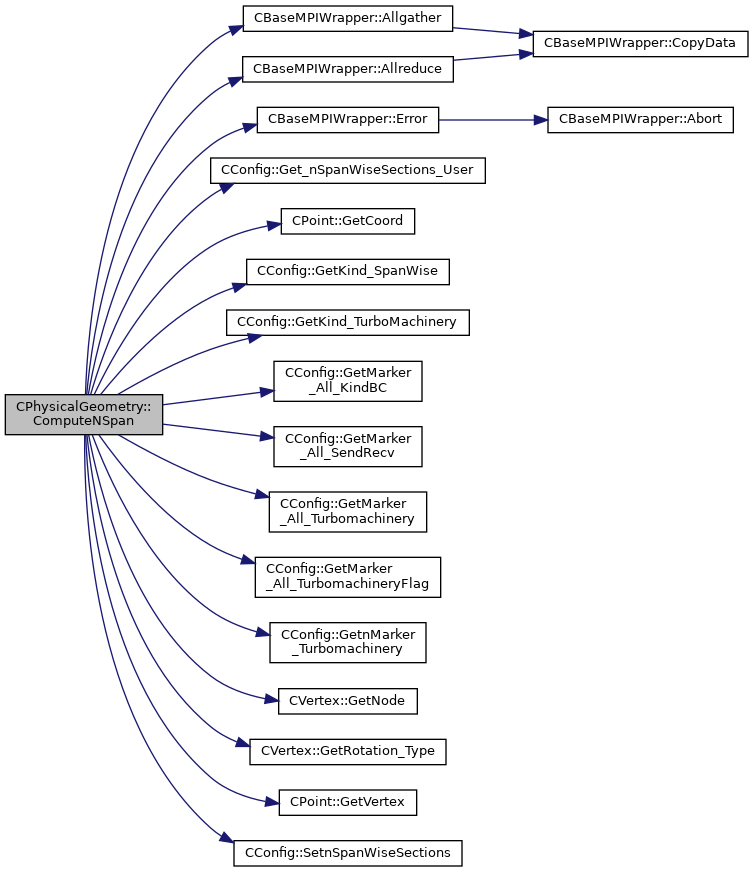 CBaseMPIWrapper::Allgather
CBaseMPIWrapper::CopyData
CBaseMPIWrapper::Allreduce
CBaseMPIWrapper::Error
CBaseMPIWrapper::Abort
CConfig::Get_nSpanWiseSections_User
CPoint::GetCoord
CConfig::GetKind_SpanWise
CConfig::GetKind_TurboMachinery
CConfig::GetMarker
_All_KindBC
CPhysicalGeometry::
ComputeNSpan
CConfig::GetMarker
_All_SendRecv
CConfig::GetMarker
_All_Turbomachinery
CConfig::GetMarker
_All_TurbomachineryFlag
CConfig::GetnMarker
_Turbomachinery
CVertex::GetNode
CVertex::GetRotation_Type
CPoint::GetVertex
CConfig::SetnSpanWiseSections